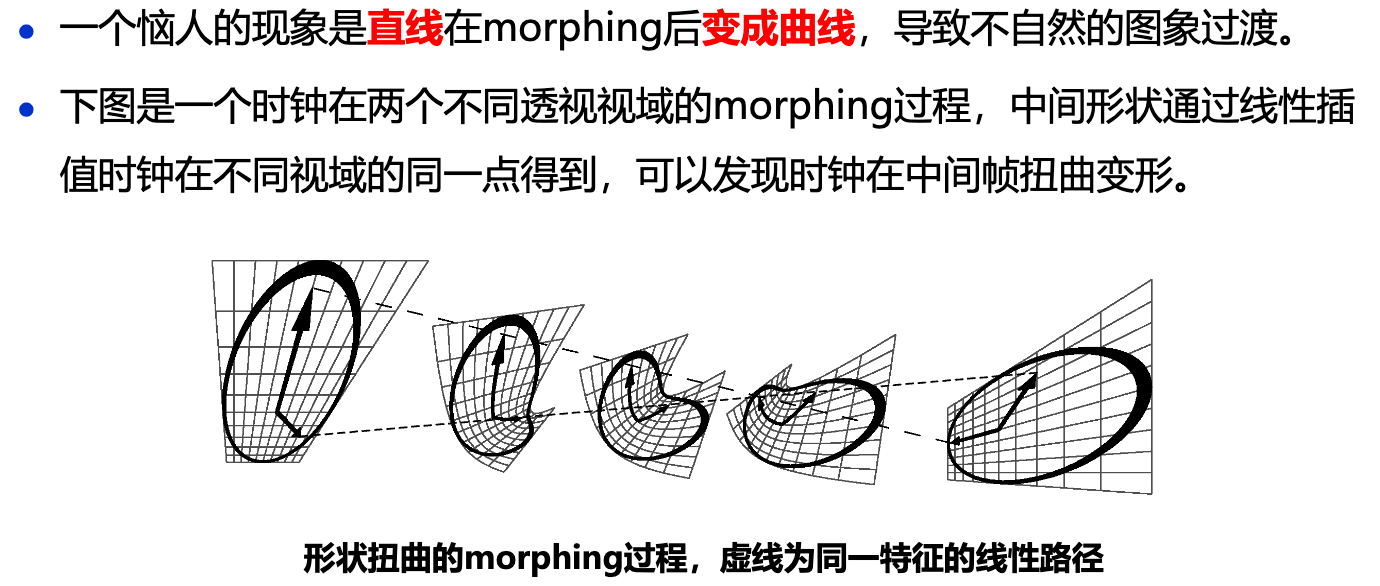 • 一个恼人的现象是直线在morphing后变成曲线，导致不自然的图象过渡。
• 下图是一个时钟在两个不同透视视域的morphing过程，中间形状通过线性插
值时钟在不同视域的同一点得到，可以发现时钟在中间帧扭曲变形。
形状扭曲的morphing过程，虚线为同一特征的线性路径